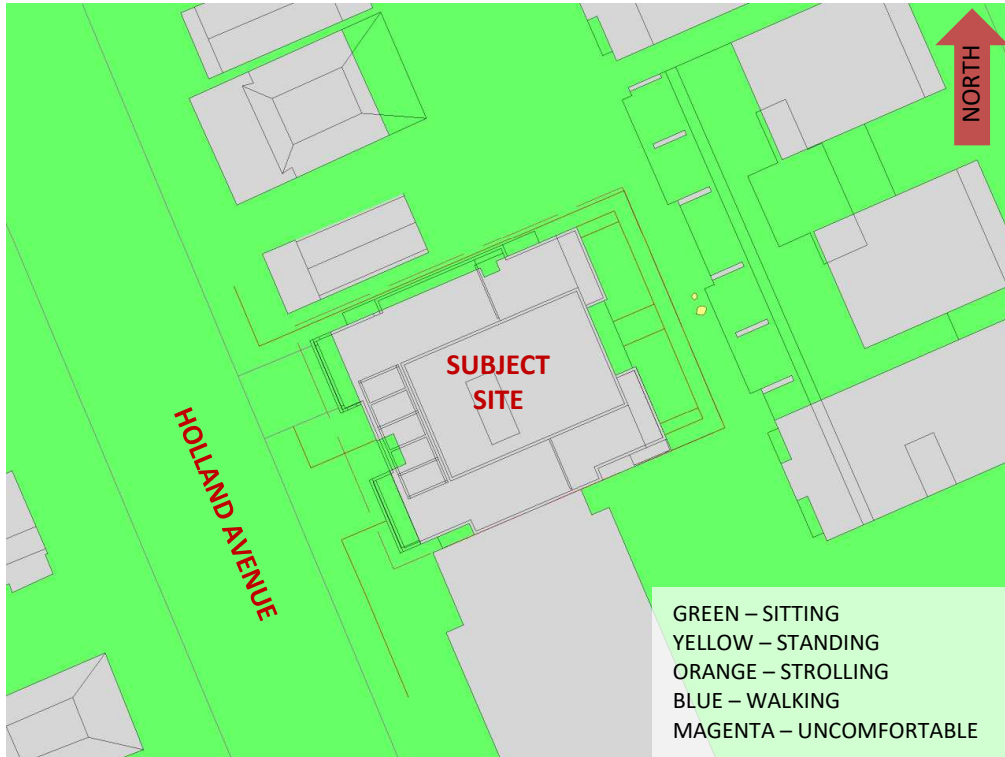 NORTH
SUBJECT
SITE
HOLLAND AVENUE
GREEN – SITTING
YELLOW – STANDING
ORANGE – STROLLING
BLUE – WALKING
MAGENTA – UNCOMFORTABLE